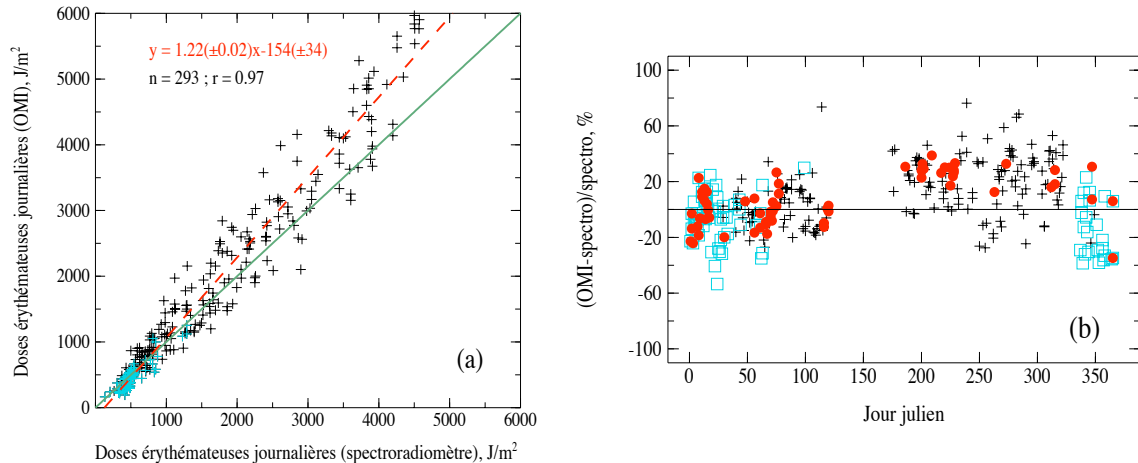 y = 1.22(±0.02)x-154(±34)
n = 293 ; r = 0.97
Doses érythémateuses journalières (OMI), J/m²
6000
5000
4000
3000
2000
1000
0
(a)
1000 2000 3000 4000 5000 6000
Doses érythémateuses journalières (spectroradiomètre), J/m²
(OMI-spectro)/spectro, %
100
60
20
-20
-60
-100
(b)
0 50 100 150 200 250 300 350
Jour julien